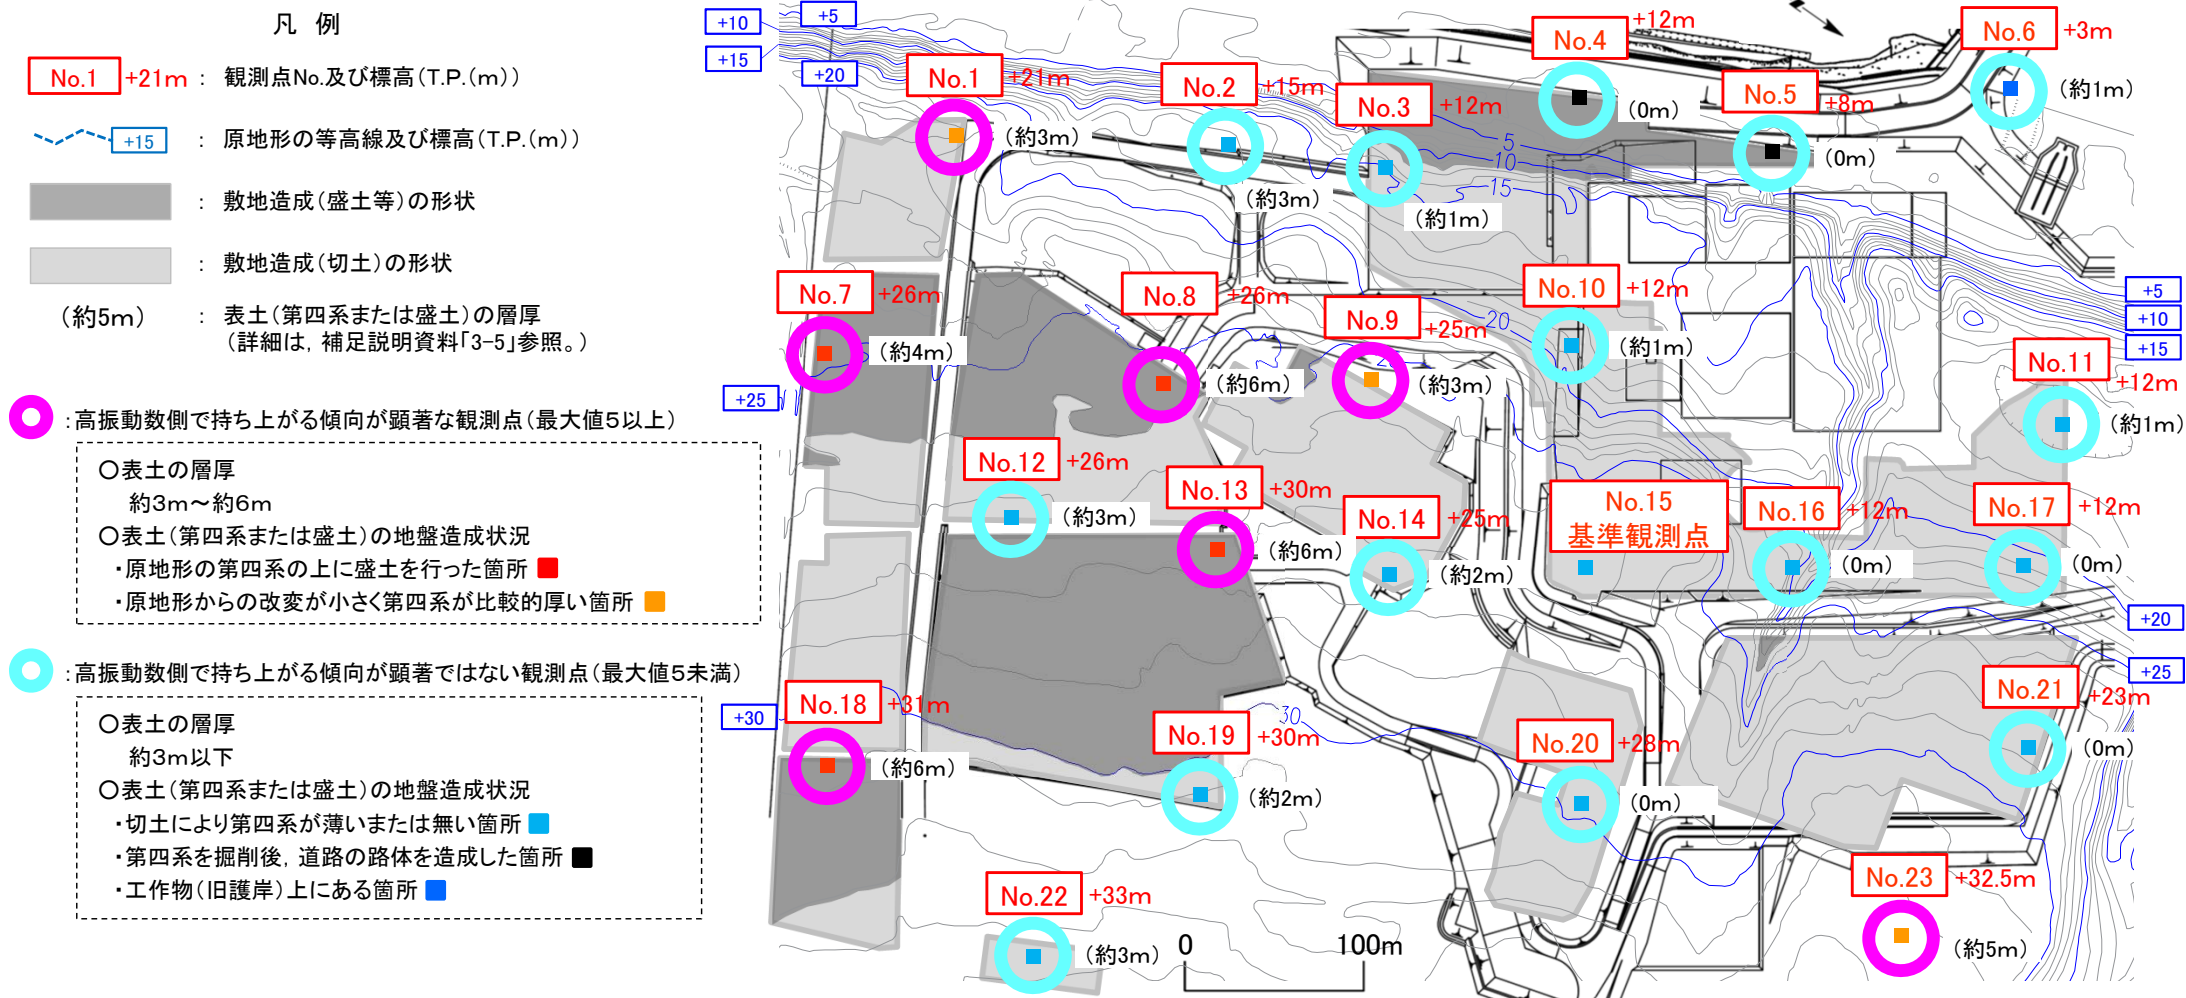 凡 例
No.1 +21m : 観測点No.及び標高(T.P.(m))
+15 : 原地形の等高線及び標高(T.P.(m))
: 敷地造成(盛土等)の形状
: 敷地造成(切土)の形状
(約5m) : 表土(第四系または盛土)の層厚
(詳細は,補足説明資料「3-5」参照。)
:高振動数側で持ち上がる傾向が顕著な観測点(最大値5以上)
○表土の層厚
約3m~約6m
○表土(第四系または盛土)の地盤造成状況
・原地形の第四系の上に盛土を行った箇所
・原地形からの改変が小さく第四系が比較的厚い箇所
:高振動数側で持ち上がる傾向が顕著ではない観測点(最大値5未満)
○表土の層厚
約3m以下
○表土(第四系または盛土)の地盤造成状況
・切土により第四系が薄いまたは無い箇所
・第四系を掘削後,道路の路体を造成した箇所
・工作物(旧護岸)上にある箇所
+10
+5
+15
+20
+25
+30
No.1 +21m
(約3m)
No.2 +15m
(約3m)
No.3 +12m
(約1m)
No.4 +12m
(0m)
No.5 +8m
(0m)
No.6 +3m
(約1m)
5
10
15
No.7 +26m
(約4m)
No.8 +26m
(約6m)
No.9 +25m
(約3m)
20
No.10 +12m
(約1m)
+5
+10
+15
No.11
+12m
(約1m)
No.12 +26m
(約3m)
No.13 +30m
(約6m)
No.14 +25m
(約2m)
No.15
基準観測点
No.16 +12m
(0m)
No.17 +12m
(0m)
+20
+25
No.18 +31m
(約6m)
No.19 +30m
(約2m)
30
No.20 +28m
(0m)
No.21 +23m
(0m)
No.22 +33m
(約3m)
No.23 +32.5m
(約5m)
0 100m